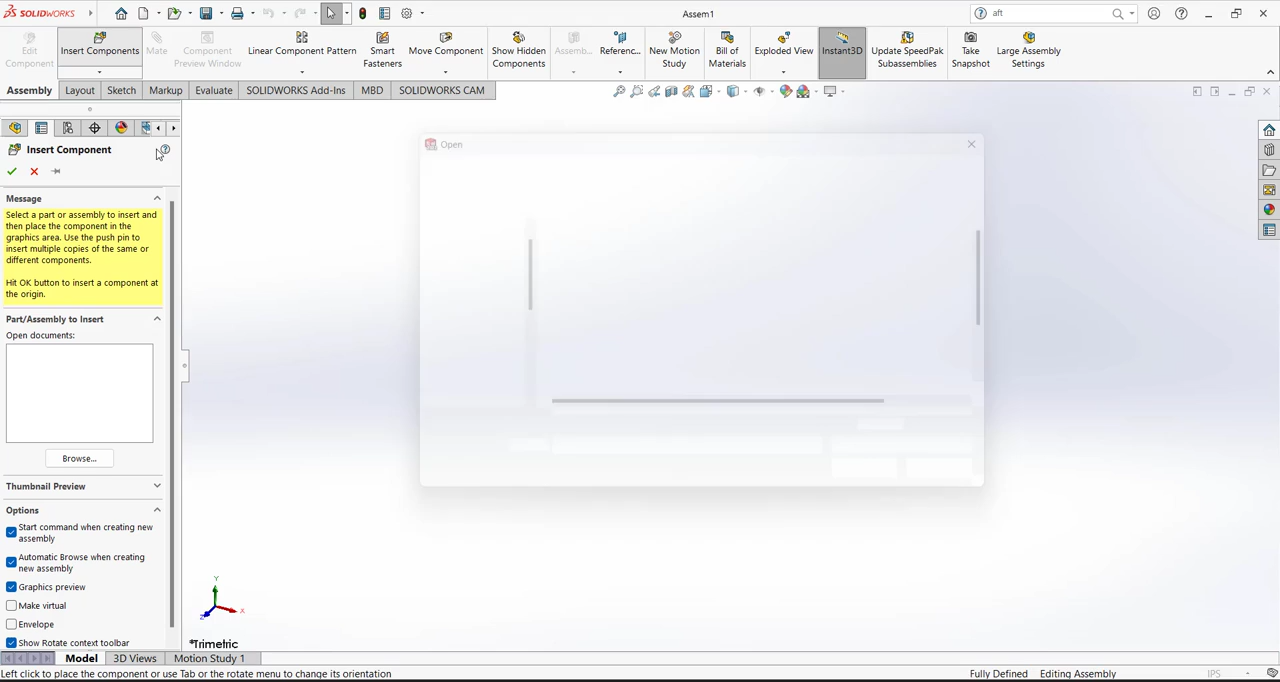 SOLIDWORKS
Assem1
aft
Edit Component
Insert Components
Mate
Component Preview Window
Linear Component Pattern
Smart Fasteners
Move Component
Show Hidden Components
Assemb...
Referenc...
New Motion Study
Bill of Materials
Exploded View
Instant3D
Update SpeedPak Subassemblies
Take Snapshot
Large Assembly Settings
Assembly
Layout
Sketch
Markup
Evaluate
SOLIDWORKS Add-Ins
MBD
SOLIDWORKS CAM
Insert Component
Message
Select a part or assembly to insert and
then place the component in the
graphics area. Use the push pin to
insert multiple copies of the same or
different components.
Hit OK button to insert a component at
the origin.
Part/Assembly to Insert
Open documents:
Browse...
Thumbnail Preview
Options
Start command when creating new
assembly
Automatic Browse when creating
new assembly
Graphics preview
Make virtual
Envelope
Show Rotate context toolbar
Open
Y
X
Z
*Trimetric
Model
3D Views
Motion Study 1
Left click to place the component or use Tab or the rotate menu to change its orientation
Fully Defined
Editing Assembly
IPS